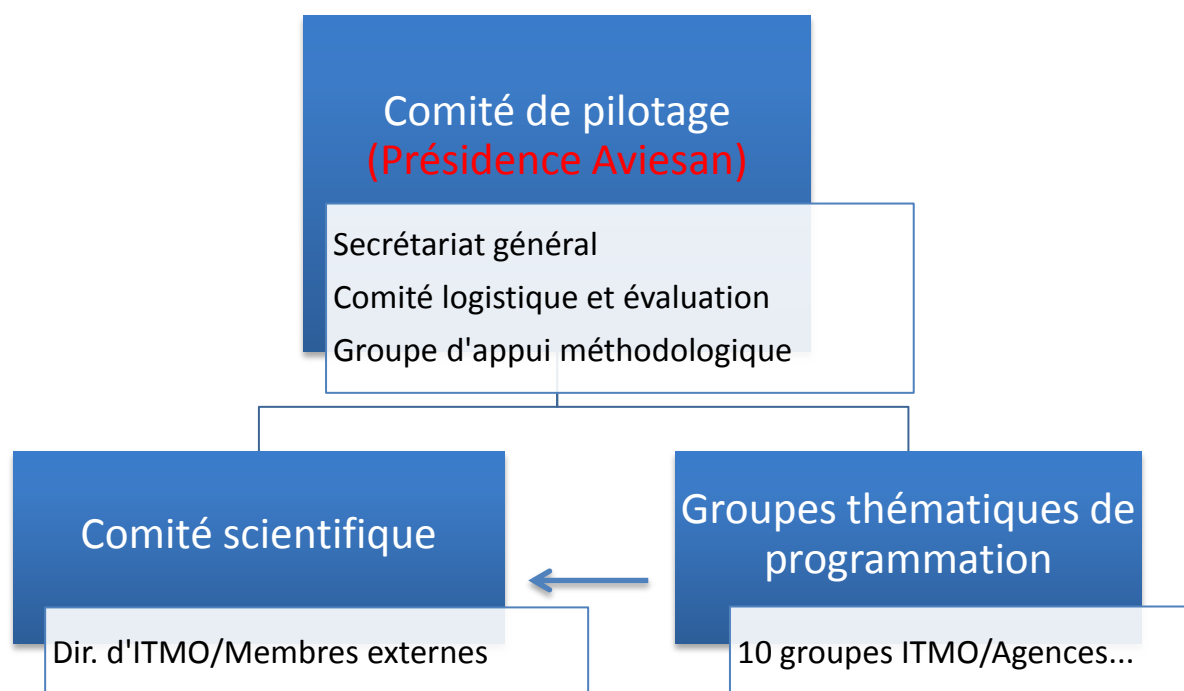 Comité de pilotage
(Présidence Aviesan)
Secrétariat général
Comité logistique et évaluation
Groupe d'appui méthodologique
Comité scientifique
Dir. d'ITMO/Membres externes
Groupes thématiques de
programmation
10 groupes ITMO/Agences...